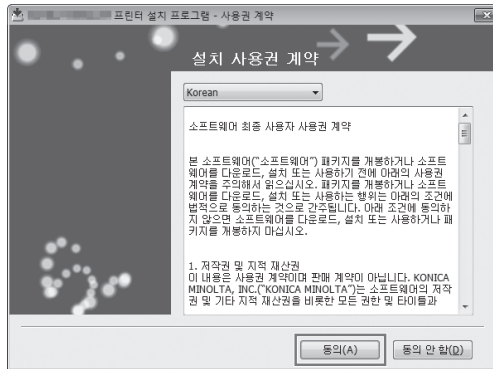 프린터 설치 프로그램 - 사용권 계약
설치 사용권 계약
Korean
소프트웨어 최종 사용자 사용권 계약
본 소프트웨어("소프트웨어") 패키지를 개봉하거나 소프트
웨어를 다운로드, 설치 또는 사용하기 전에 아래의 사용권
계약을 주의해서 읽으십시오. 패키지를 개봉하거나 소프트
웨어를 다운로드, 설치 또는 사용하는 행위는 아래의 조건에
법적으로 동의하는 것으로 간주됩니다. 아래 조건에 동의하
지 않으면 소프트웨어를 다운로드, 설치 또는 사용하거나 패
키지를 개봉하지 마십시오.
1. 저작권 및 지적 재산권
이 내용은 사용권 계약이며 판매 계약이 아닙니다. KONICA
MINOLTA, INC.("KONICA MINOLTA")는 소프트웨어의 저작
권 및 기타 지적 재산권을 비롯한 모든 권한 및 타이틀과
동의(A)
동의 안 함(D)